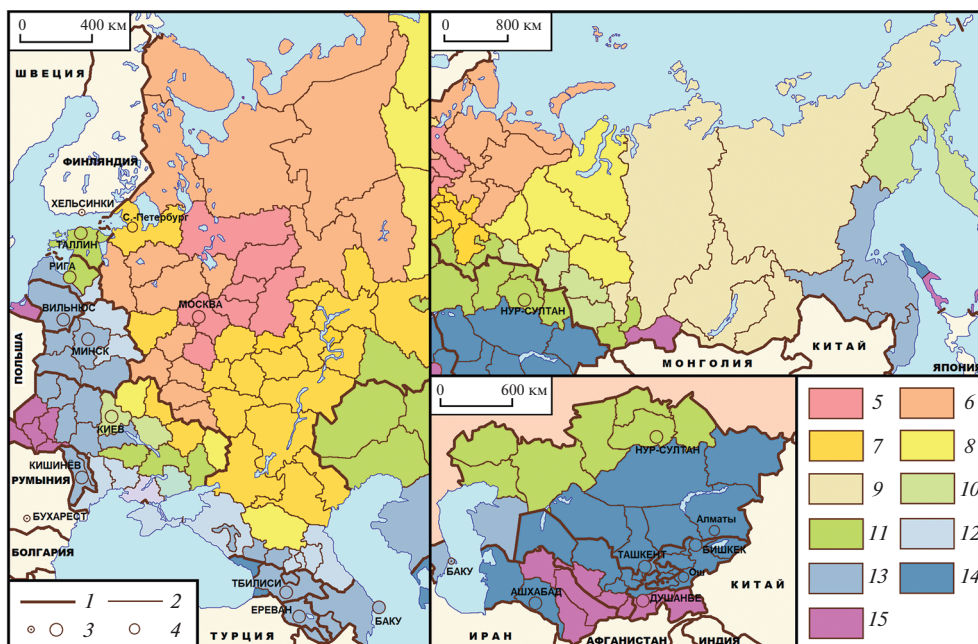 0 400 км
ШВЕЦИЯ
ФИНЛЯНДИЯ
ХЕЛЬСИНКИ
С.-Петербург
ТАЛЛИН
РИГА
ВИЛЬНЮС
МОСКВА
МИНСК
ПОЛЬША
КИЕВ
КИШИНЁВ
РУМЫНИЯ
БУХАРЕСТ
БОЛГАРИЯ
ТБИЛИСИ
ЕРЕВАН
БАКУ
ТУРЦИЯ
1 2
3 4
0 800 км
НУР-СУЛТАН
МОНГОЛИЯ
КИТАЙ
ЯПОНИЯ
0 600 км
НУР-СУЛТАН
Алматы
БИШКЕК
ТАШКЕНТ
Ош
БАКУ
АШХАБАД
ДУШАНБЕ
КИТАЙ
ИРАН
АФГАНИСТАН
ИНДИЯ
5 6
7 8
9 10
11 12
13 14
15